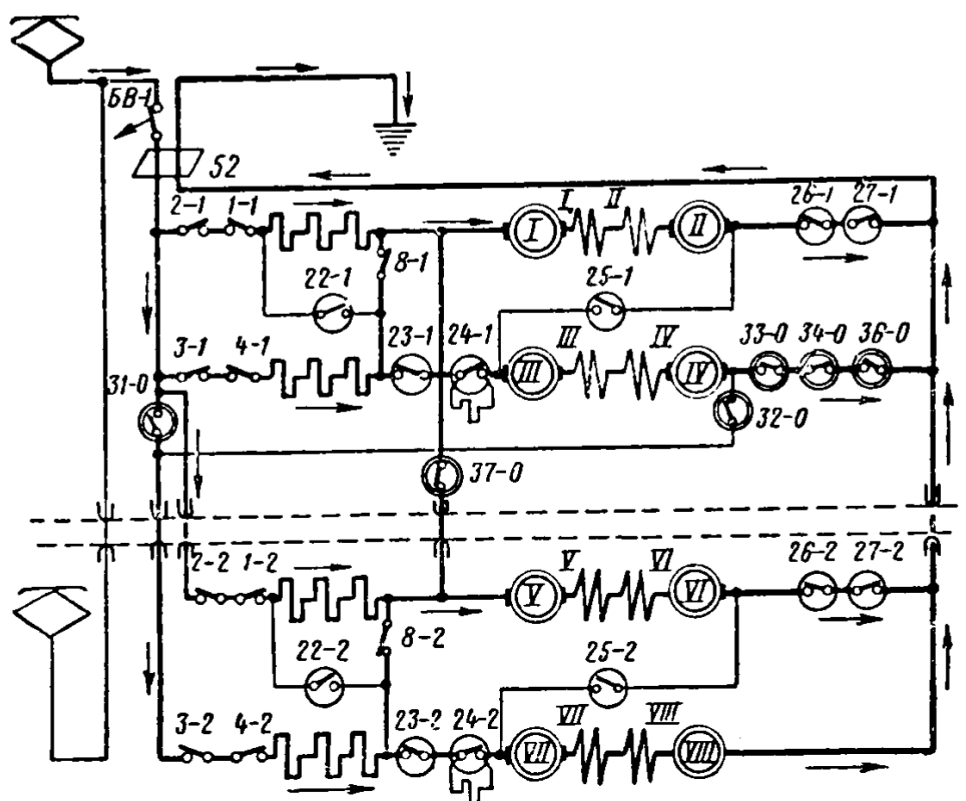 БВ-1
52
2-1 1-1 I II 26-1 27-1
I II
8-1
22-1 25-1
3-1 4-1 23-1 24-1 III IV 33-0 34-0 36-0
31-0 III IV
32-0
37-0
2-2 1-2 V VI 26-2 27-2
V VI
8-2
22-2 25-2
3-2 4-2 23-2 24-2 VII VIII
VII VIII